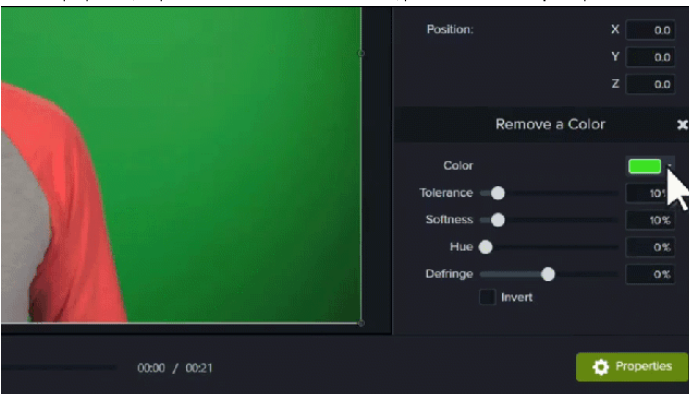 Position: X 0.0
Y 0.0
Z 0.0
Remove a Color
Color
Tolerance
Softness 10%
Hue 0%
Defringe 0%
Invert
00:00 / 00:21
Properties